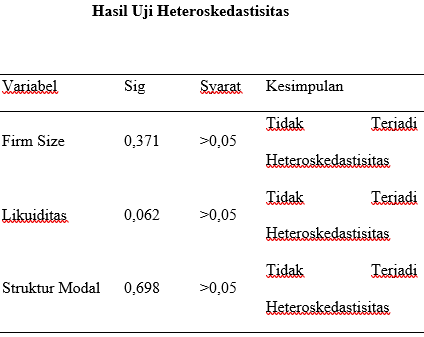 Hasil Uji Heteroskedastisitas
Variabel Sig Syarat Kesimpulan
Firm Size 0,371 >0,05 Tidak Terjadi
Heteroskedastisitas
Likuiditas 0,062 >0,05 Tidak Terjadi
Heteroskedastisitas
Struktur Modal 0,698 >0,05 Tidak Terjadi
Heteroskedastisitas